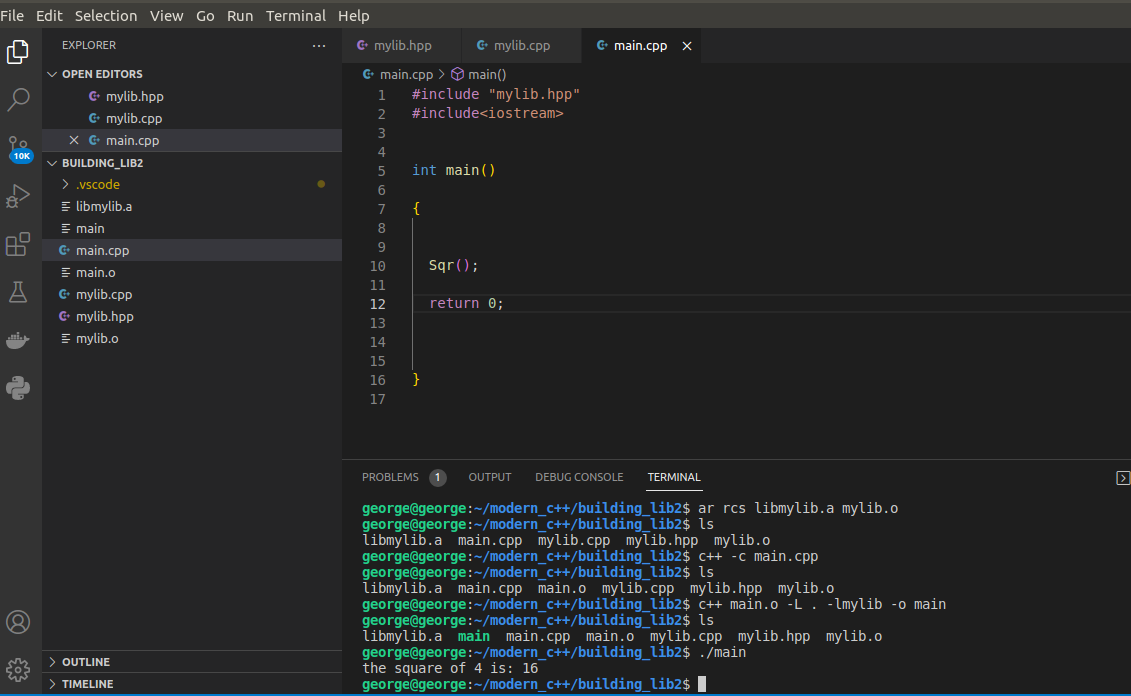 File Edit Selection View Go Run Terminal Help
EXPLORER ...
mylib.hpp mylib.cpp main.cpp
OPEN EDITORS
mylib.hpp
mylib.cpp
main.cpp
10K
BUILDING_LIB2
.vscode
libmylib.a
main
main.cpp
main.o
mylib.cpp
mylib.hpp
mylib.o
OUTLINE
TIMELINE
main.cpp > main()
1 #include "mylib.hpp"
2 #include<iostream>
3
4
5 int main()
6
7 {
8
9
10 Sqr();
11
12 return 0;
13
14
15
16 }
17
PROBLEMS 1 OUTPUT DEBUG CONSOLE TERMINAL
george@george:~/modern_c++/building_lib2$ ar rcs libmylib.a mylib.o
george@george:~/modern_c++/building_lib2$ ls
libmylib.a main.cpp mylib.cpp mylib.hpp mylib.o
george@george:~/modern_c++/building_lib2$ c++ -c main.cpp
george@george:~/modern_c++/building_lib2$ ls
libmylib.a main.cpp main.o mylib.cpp mylib.hpp mylib.o
george@george:~/modern_c++/building_lib2$ c++ main.o -L . -lmylib -o main
george@george:~/modern_c++/building_lib2$ ls
libmylib.a main main.cpp main.o mylib.cpp mylib.hpp mylib.o
george@george:~/modern_c++/building_lib2$ ./main
the square of 4 is: 16
george@george:~/modern_c++/building_lib2$